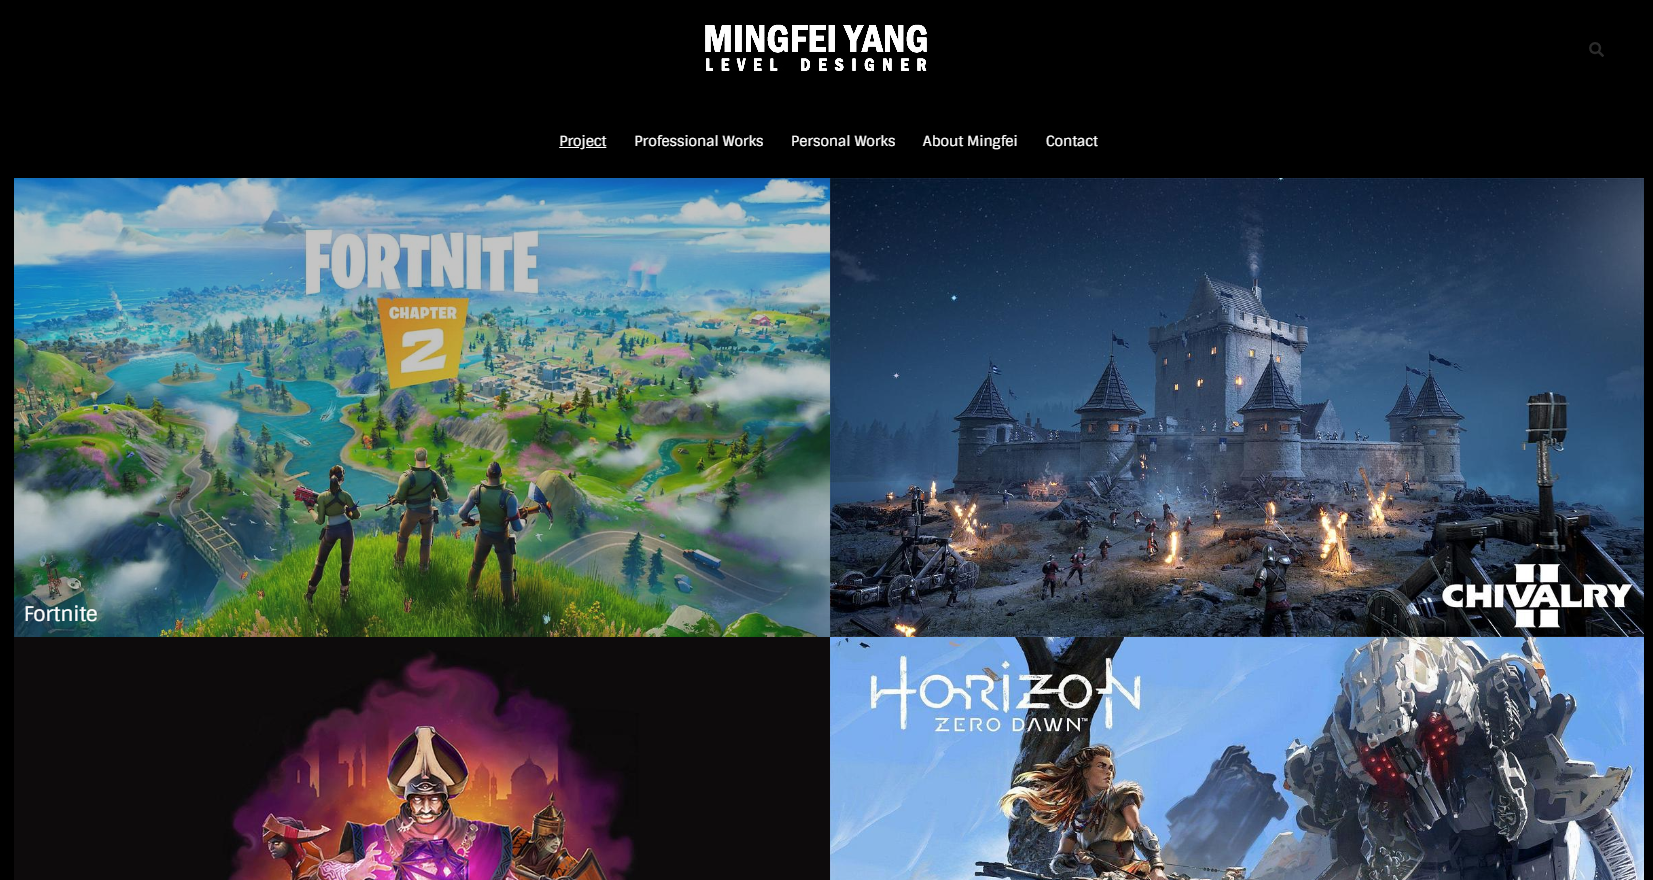 MINGFEI YANG
LEVEL DESIGNER
Project Professional Works Personal Works About Mingfei Contact
FORTNITE
CHAPTER
2
Fortnite
CHIVALRY
II
HORIZON
ZERO DAWN™